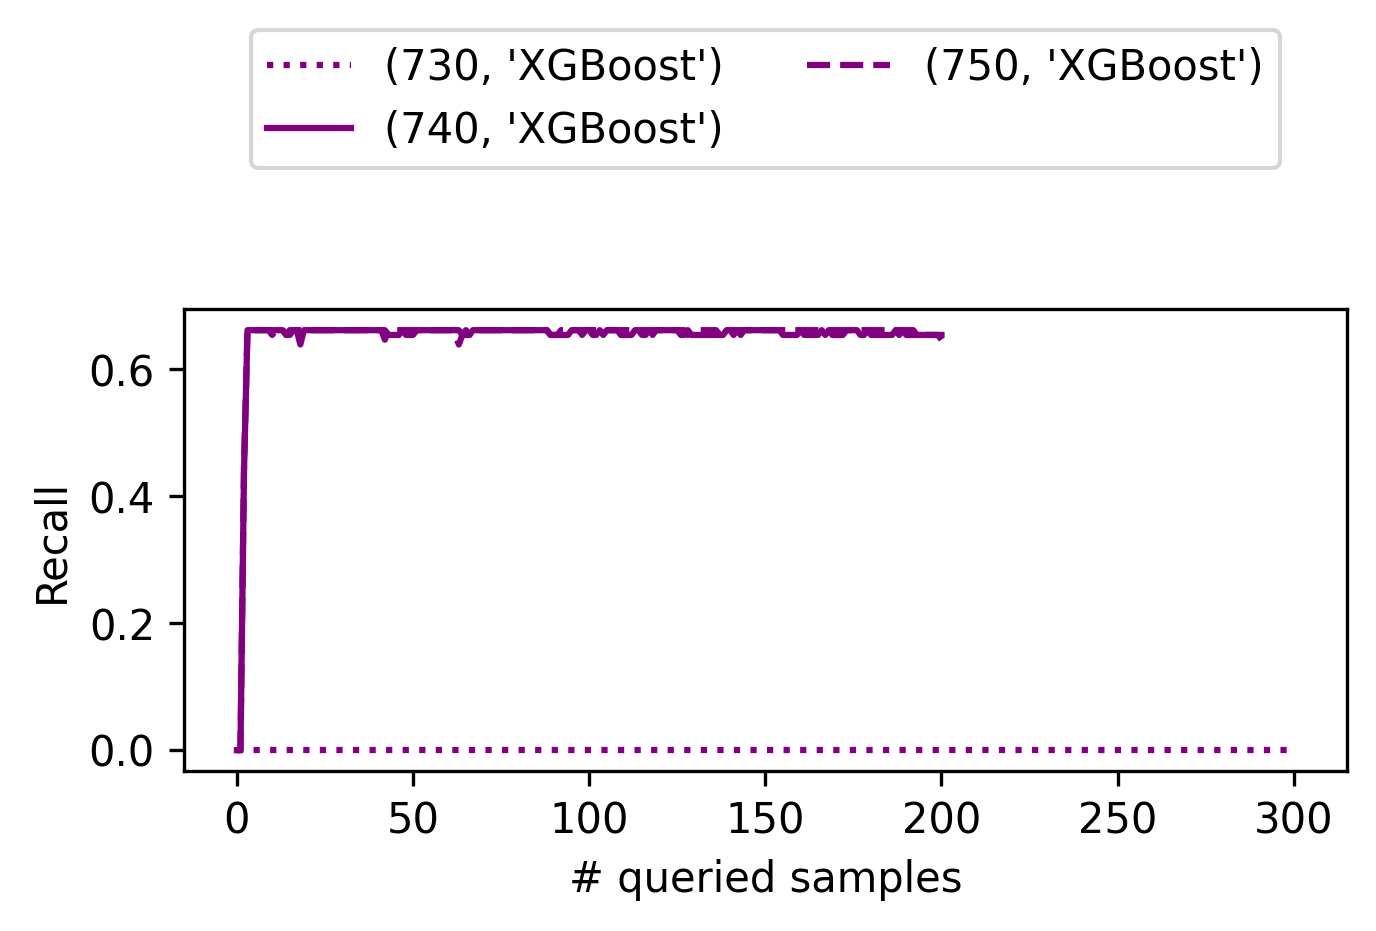 (730, 'XGBoost') (750, 'XGBoost')
(740, 'XGBoost')
0.6
0.4
0.2
0.0
Recall
0 50 100 150 200 250 300
# queried samples